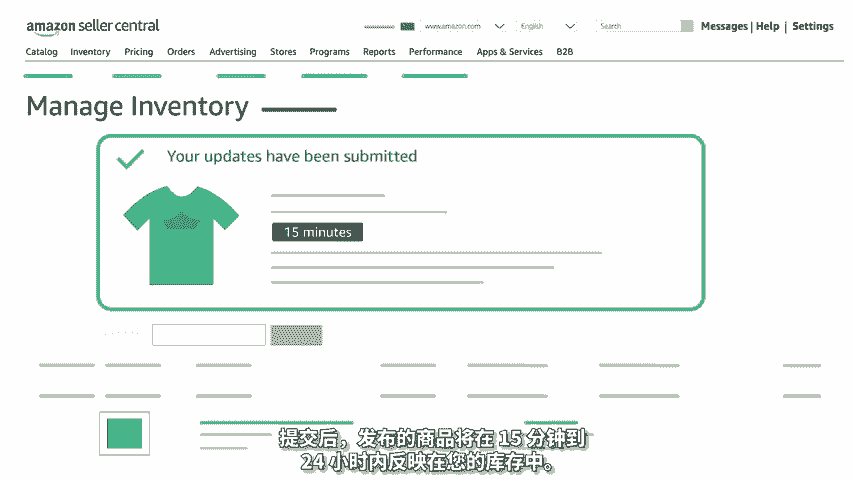 amazon seller central
www.amazon.com
English
Search
Messages | Help | Settings
Catalog Inventory Pricing Orders Advertising Stores Programs Reports Performance Apps & Services B2B
Manage Inventory
Your updates have been submitted
15 minutes
提交后，发布的商品将在 15 分钟到
24 小时内反映在您的库存中。